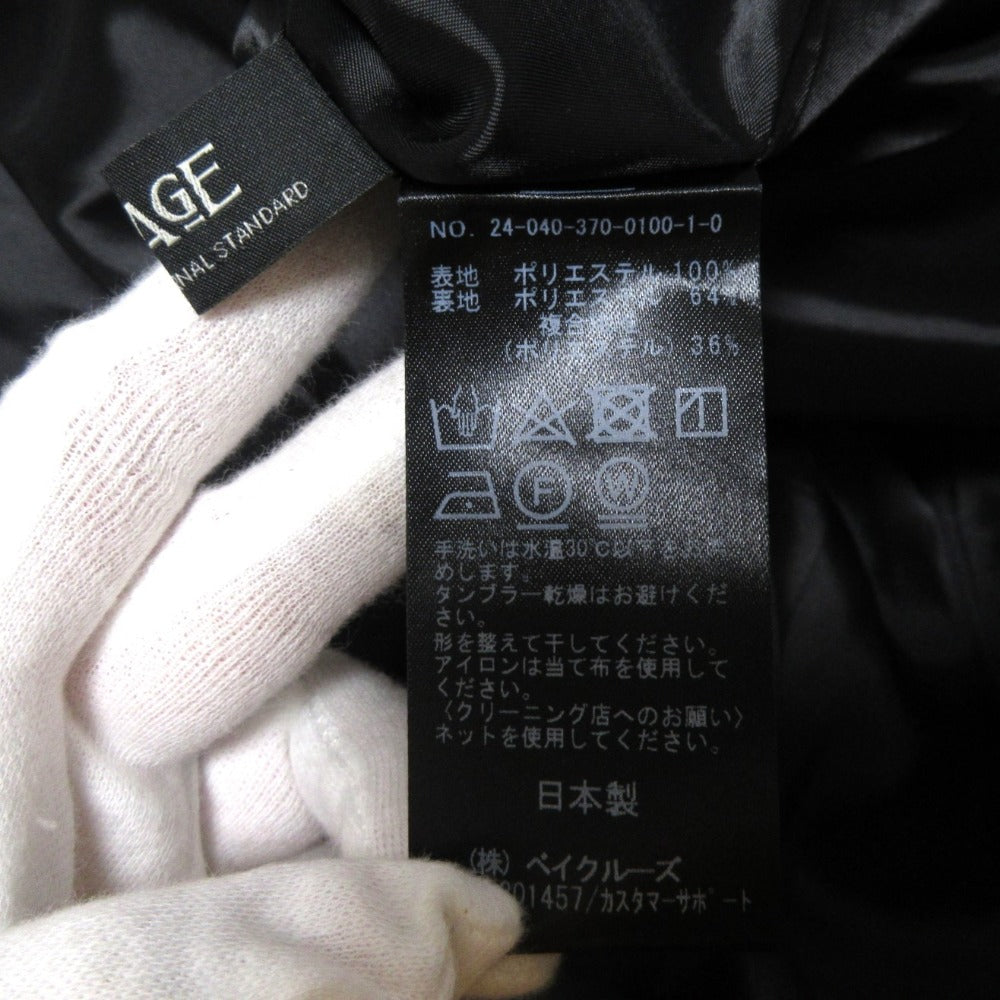 AGE
NAL STANDARD
NO. 24-040-370-0100-1-0
表地 ポリエステル 100%
裏地 ポリエステル 64%
複合繊維
(ポリエステル) 36%
F
W
手洗いは水温30℃以下をお勧
めします。
タンブラー乾燥はお避けくだ
さい。
形を整えて干してください。
アイロンは当て布を使用して
ください。
〈クリーニング店へのお願い〉
ネットを使用してください。
日本製
(株) ベイクルーズ
01457/カスタマーサポート